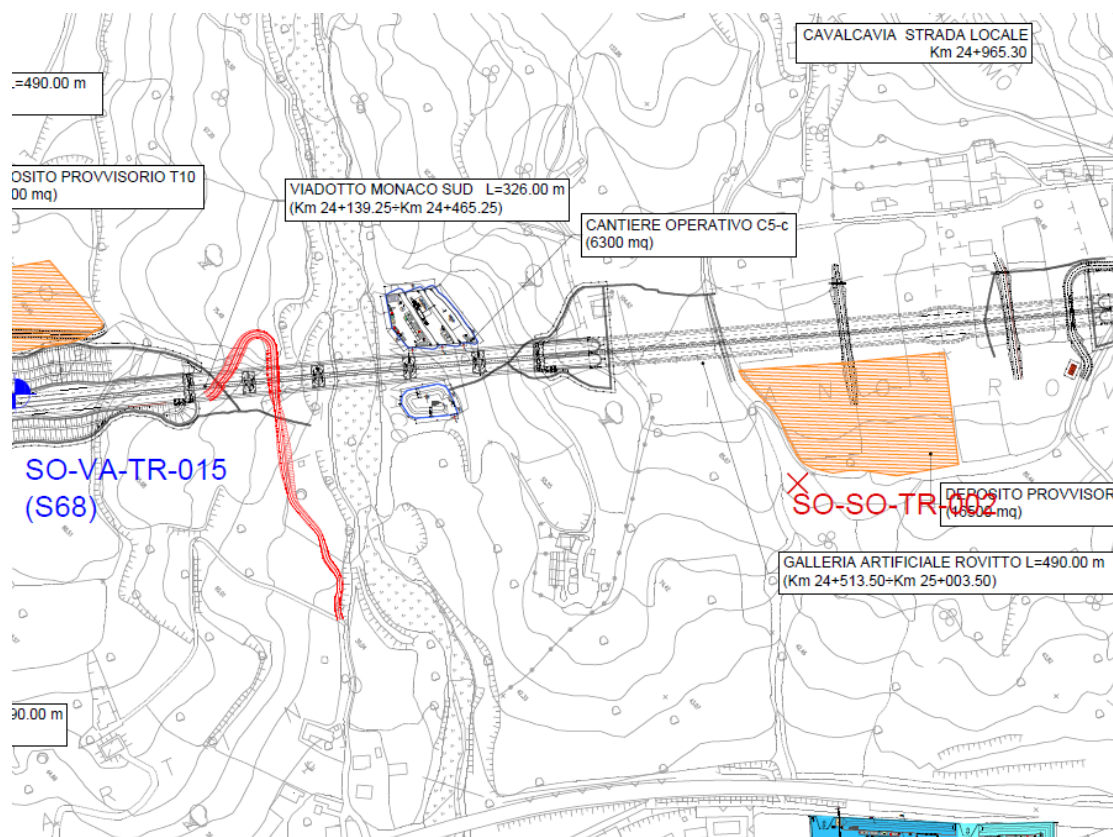 CAVALCAVIA STRADA LOCALE
Km 24+965.30
L=490.00 m
OSITO PROVVISORIO T10
00 mq)
VIADOTTO MONACO SUD L=326.00 m
(Km 24+139.25÷Km 24+465.25)
CANTIERE OPERATIVO C5-c
(6300 mq)
SO-VA-TR-015
(S68)
SO-SO-TR-002
DEPOSITO PROVVISOR
(16500 mq)
GALLERIA ARTIFICIALE ROVITTO L=490.00 m
(Km 24+513.50÷Km 25+003.50)
90.00 m